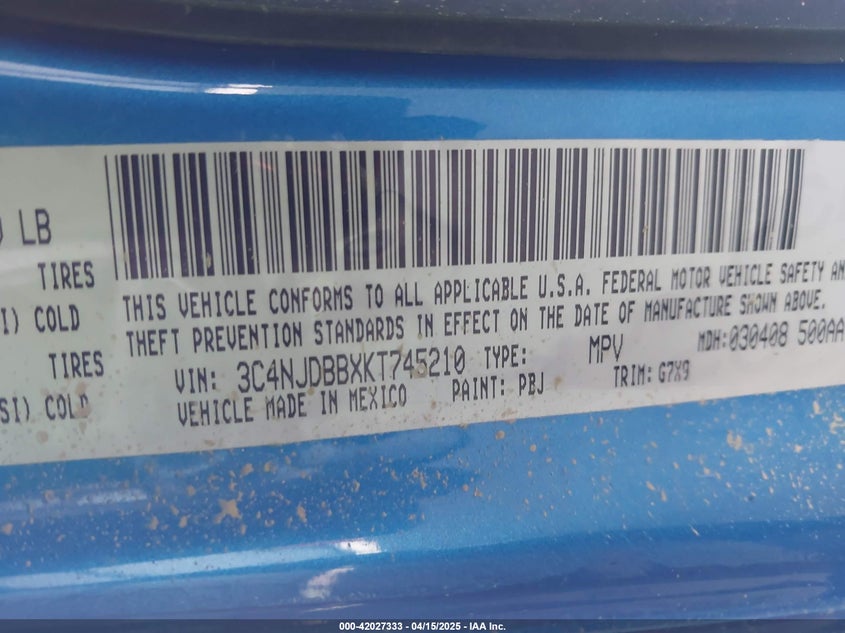 LB
TIRES
I) COLD
TIRES
SI) COLD
THIS VEHICLE CONFORMS TO ALL APPLICABLE U.S.A. FEDERAL MOTOR VEHICLE SAFETY AN
THEFT PREVENTION STANDARDS IN EFFECT ON THE DATE OF MANUFACTURE SHOWN ABOVE.
VIN: 3C4NJDBBXKT745210 TYPE: MPV MDH:030408 500AA
VEHICLE MADE IN MEXICO PAINT: PBJ TRIM: G7X9
000-42027333 - 04/15/2025 - IAA Inc.